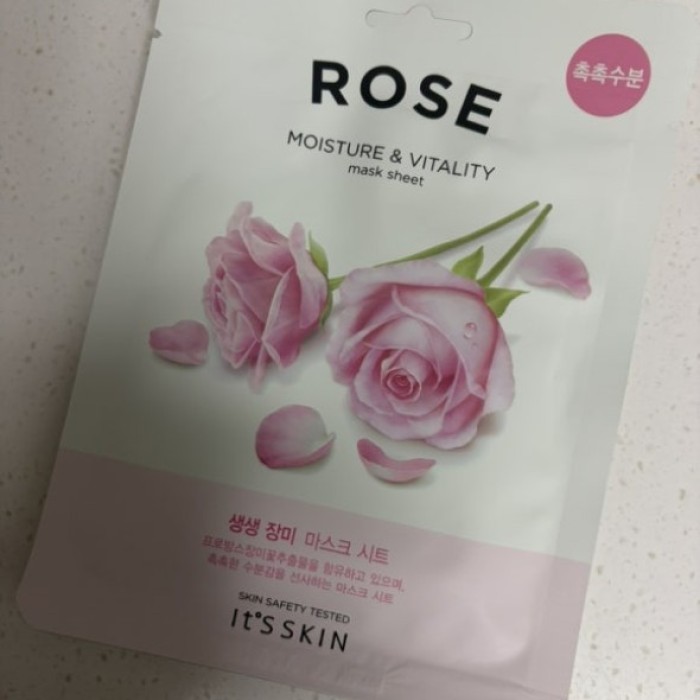 ROSE
촉촉수분
MOISTURE & VITALITY
mask sheet
생생 장미 마스크 시트
프로방스장미꽃추출물을 함유하고 있으며,
촉촉한 수분감을 선사하는 마스크 시트
SKIN SAFETY TESTED
It'S SKIN